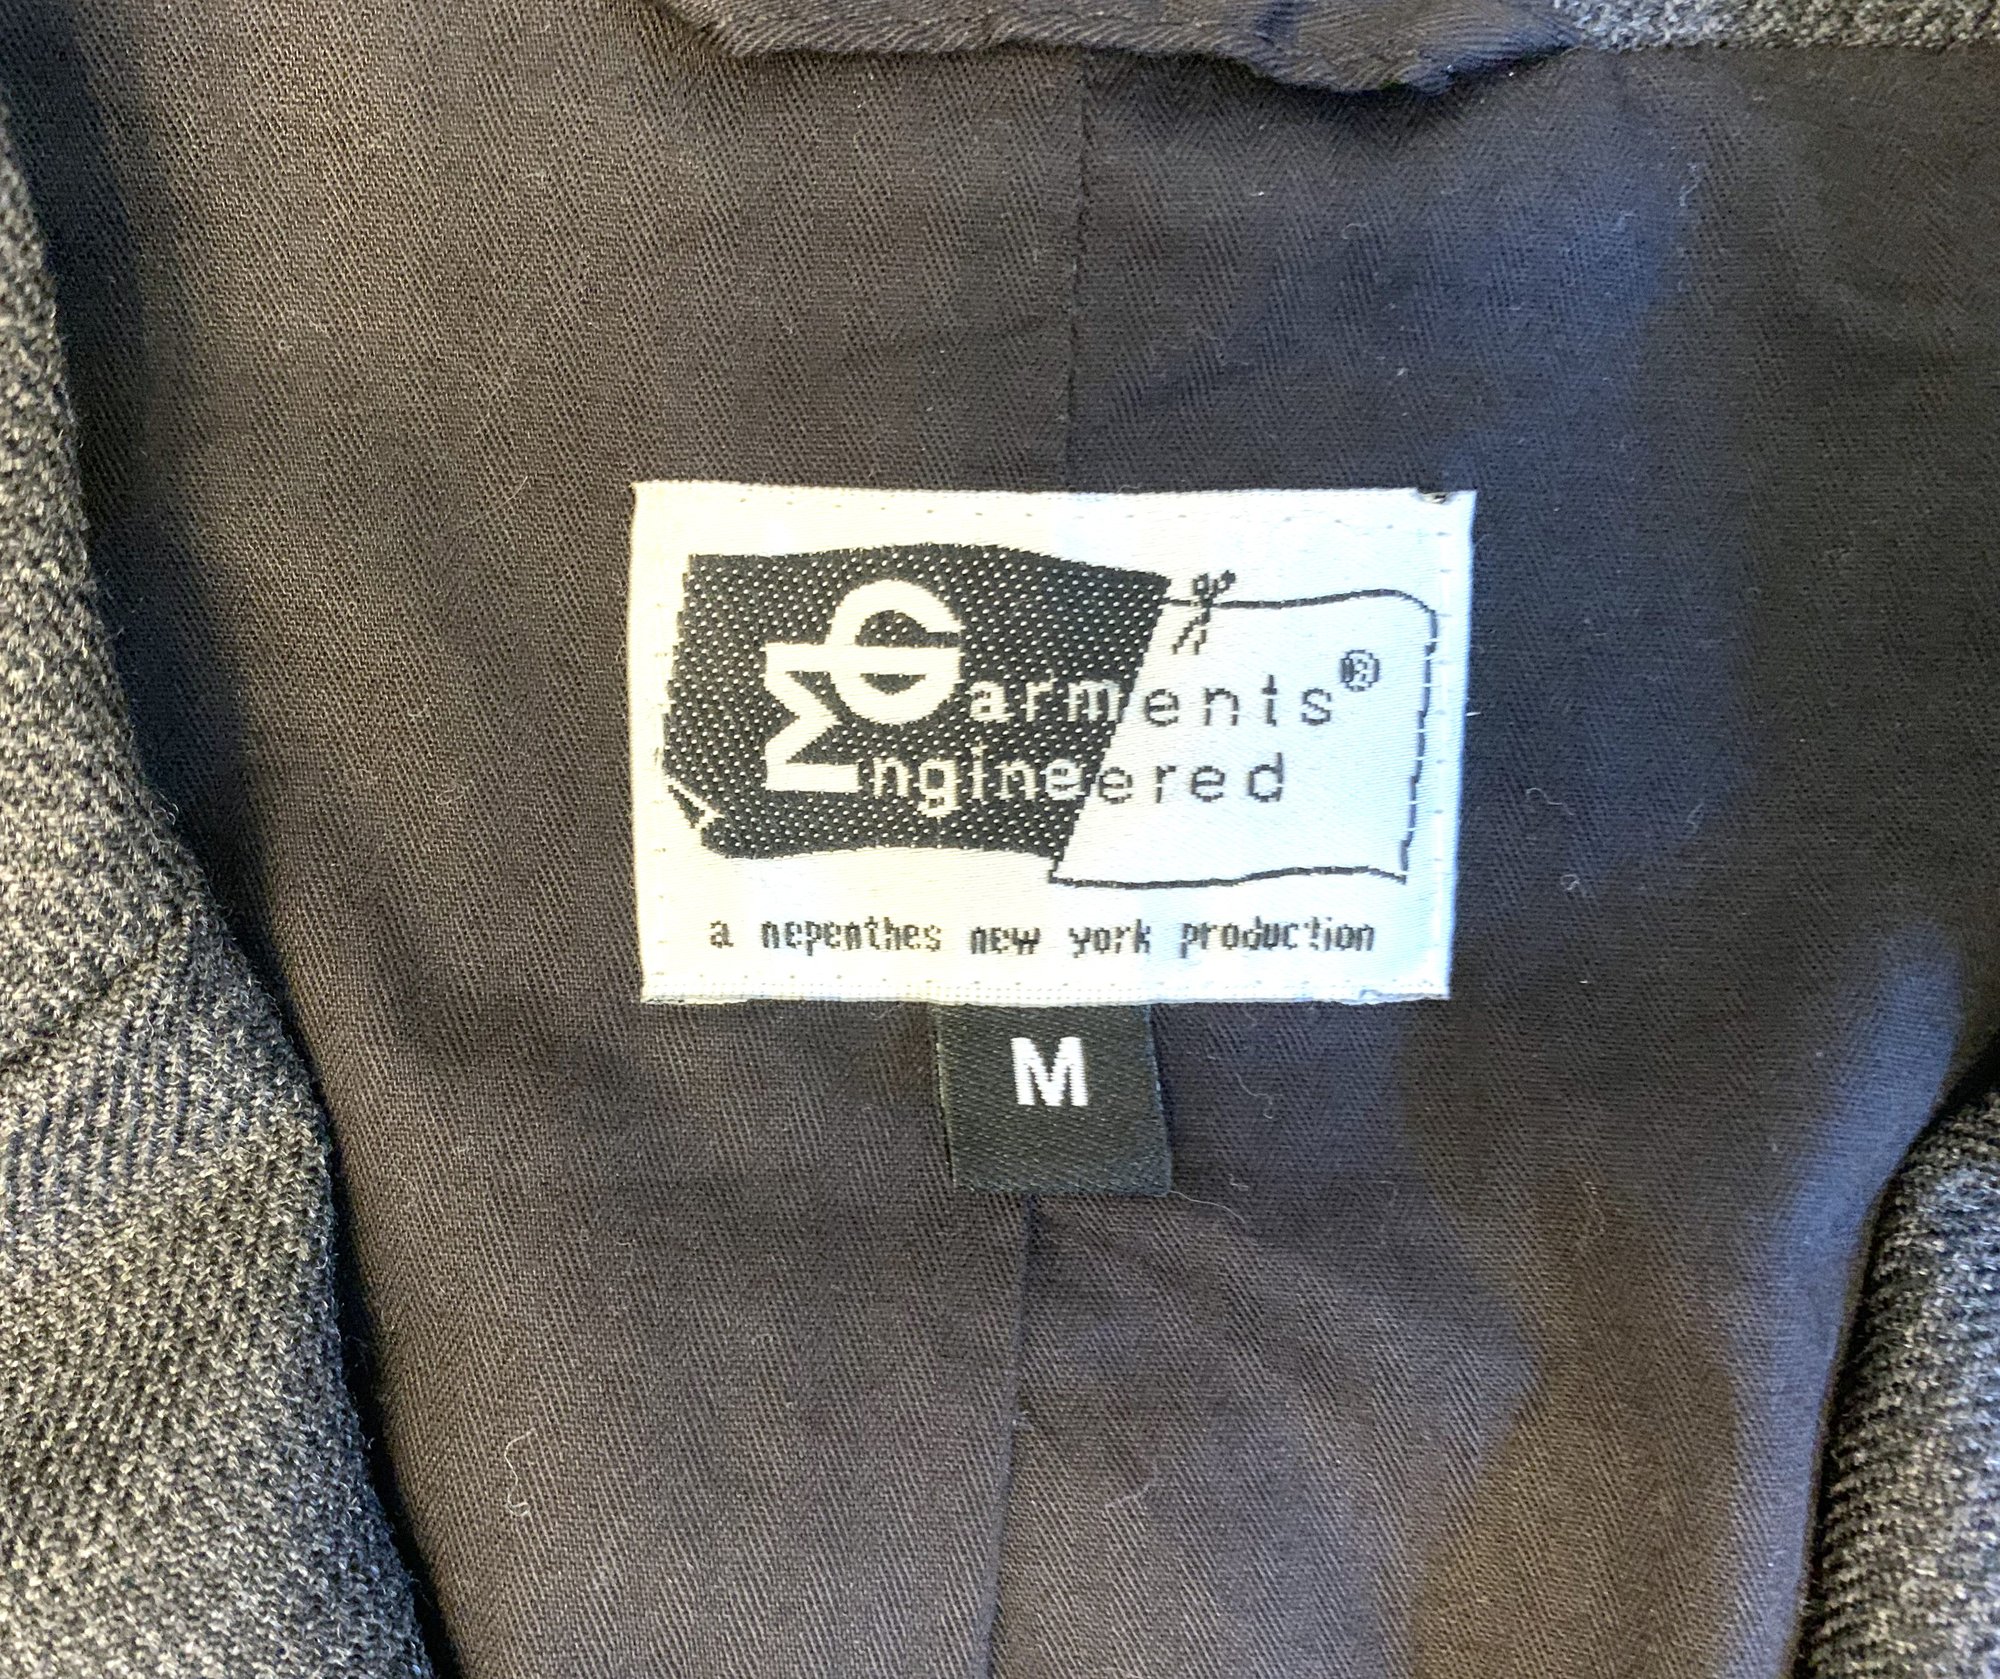 Garments®
Engineered
a nepenthes new york production
M